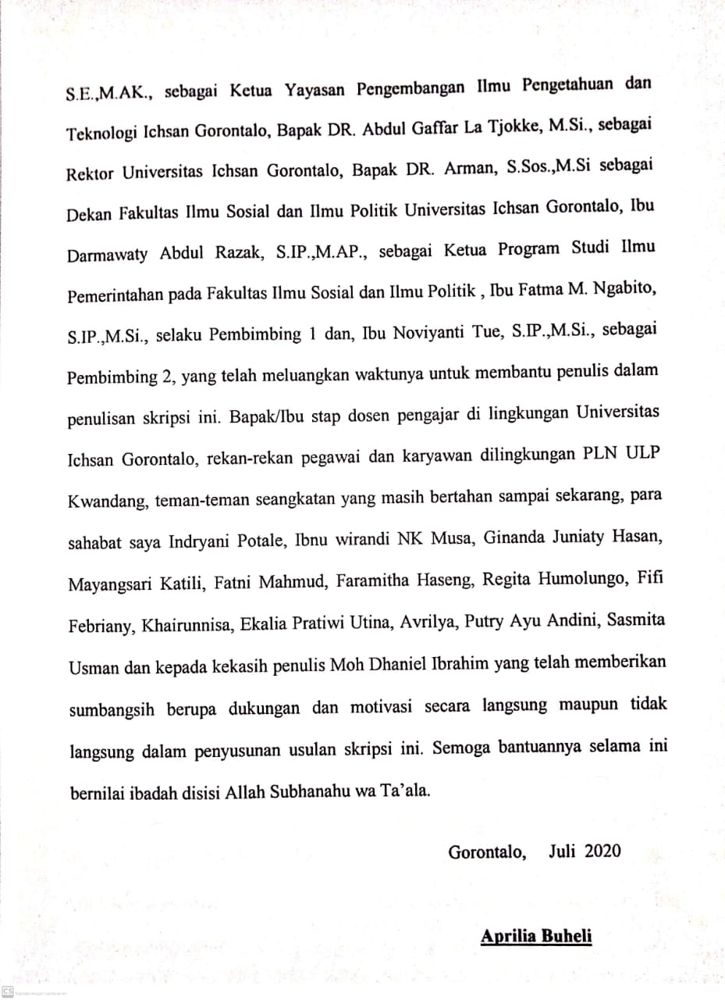 S.E.,M.AK., sebagai Ketua Yayasan Pengembangan Ilmu Pengetahuan dan
Teknologi Ichsan Gorontalo, Bapak DR. Abdul Gaffar La Tjokke, M.Si., sebagai
Rektor Universitas Ichsan Gorontalo, Bapak DR. Arman, S.Sos.,M.Si sebagai
Dekan Fakultas Ilmu Sosial dan Ilmu Politik Universitas Ichsan Gorontalo, Ibu
Darmawaty Abdul Razak, S.IP.,M.AP., sebagai Ketua Program Studi Ilmu
Pemerintahan pada Fakultas Ilmu Sosial dan Ilmu Politik , Ibu Fatma M. Ngabito,
S.IP.,M.Si., selaku Pembimbing 1 dan, Ibu Noviyanti Tue, S.IP.,M.Si., sebagai
Pembimbing 2, yang telah meluangkan waktunya untuk membantu penulis dalam
penulisan skripsi ini. Bapak/Ibu stap dosen pengajar di lingkungan Universitas
Ichsan Gorontalo, rekan-rekan pegawai dan karyawan dilingkungan PLN ULP
Kwandang, teman-teman seangkatan yang masih bertahan sampai sekarang, para
sahabat saya Indryani Potale, Ibnu wirandi NK Musa, Ginanda Juniaty Hasan,
Mayangsari Katili, Fatni Mahmud, Faramitha Haseng, Regita Humolungo, Fifi
Febriany, Khairunnisa, Ekalia Pratiwi Utina, Avrilya, Putry Ayu Andini, Sasmita
Usman dan kepada kekasih penulis Moh Dhaniel Ibrahim yang telah memberikan
sumbangsih berupa dukungan dan motivasi secara langsung maupun tidak
langsung dalam penyusunan usulan skripsi ini. Semoga bantuannya selama ini
bernilai ibadah disisi Allah Subhanahu wa Ta'ala.
Gorontalo, Juli 2020
Aprilia Buheli
CS